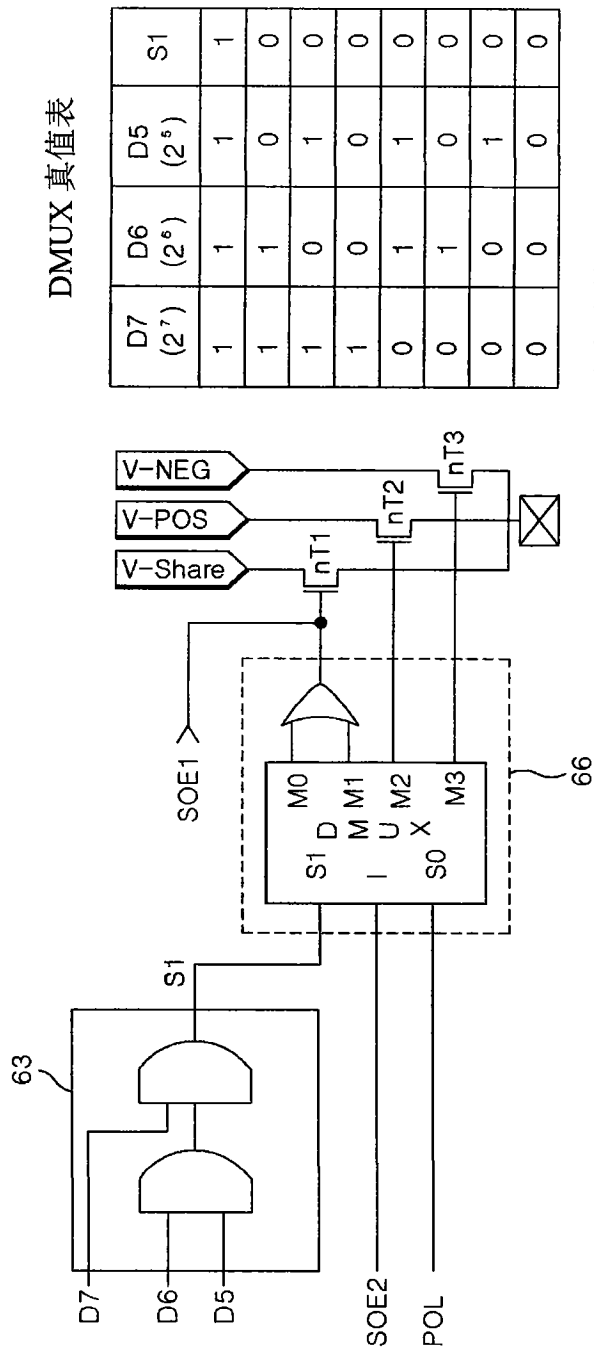 DMUX 真值表
D7 (2⁷) D6 (2⁶) D5 (2⁵) S1
1 1 1 1
1 1 0 0
1 0 1 0
1 0 0 0
0 1 1 0
0 1 0 0
0 0 1 0
0 0 0 0
63
D7
D6
D5
S1
SOE2
POL
SOE1
S1
I
S0
D
M
U
X
M0
M1
M2
M3
66
V-Share
V-POS
V-NEG
nT1
nT2
nT3